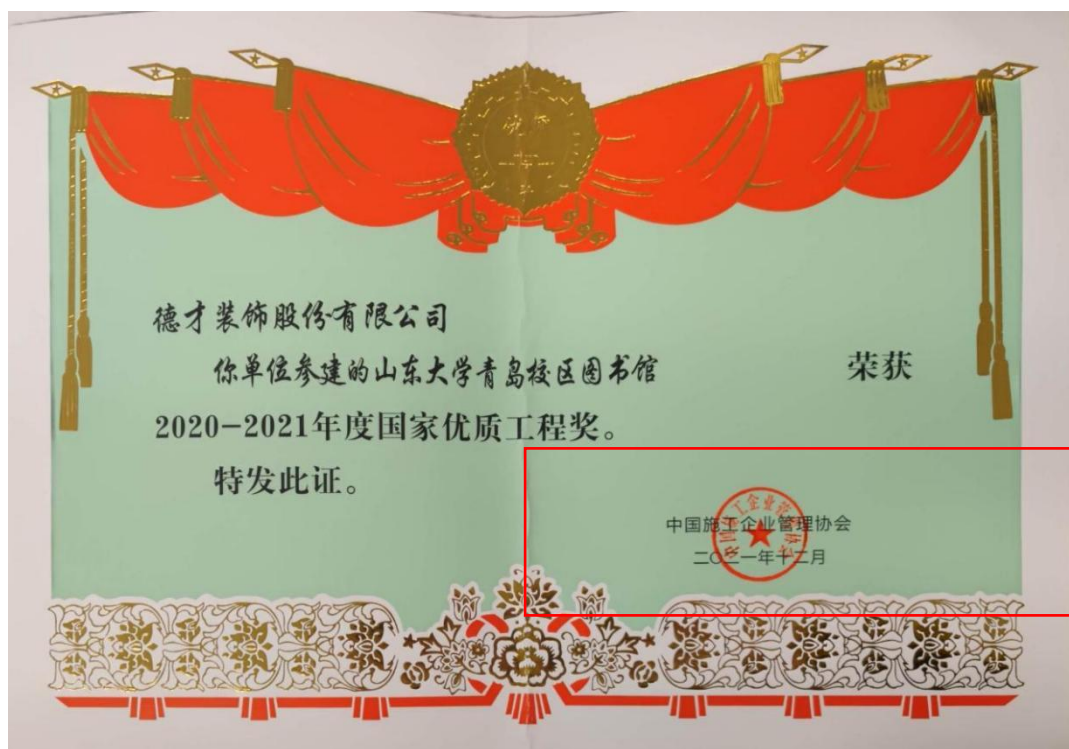 德才装饰股份有限公司
你单位参建的山东大学青岛校区图书馆 荣获
2020-2021年度国家优质工程奖。
特发此证。
中国施工企业管理协会
二〇二一年十二月